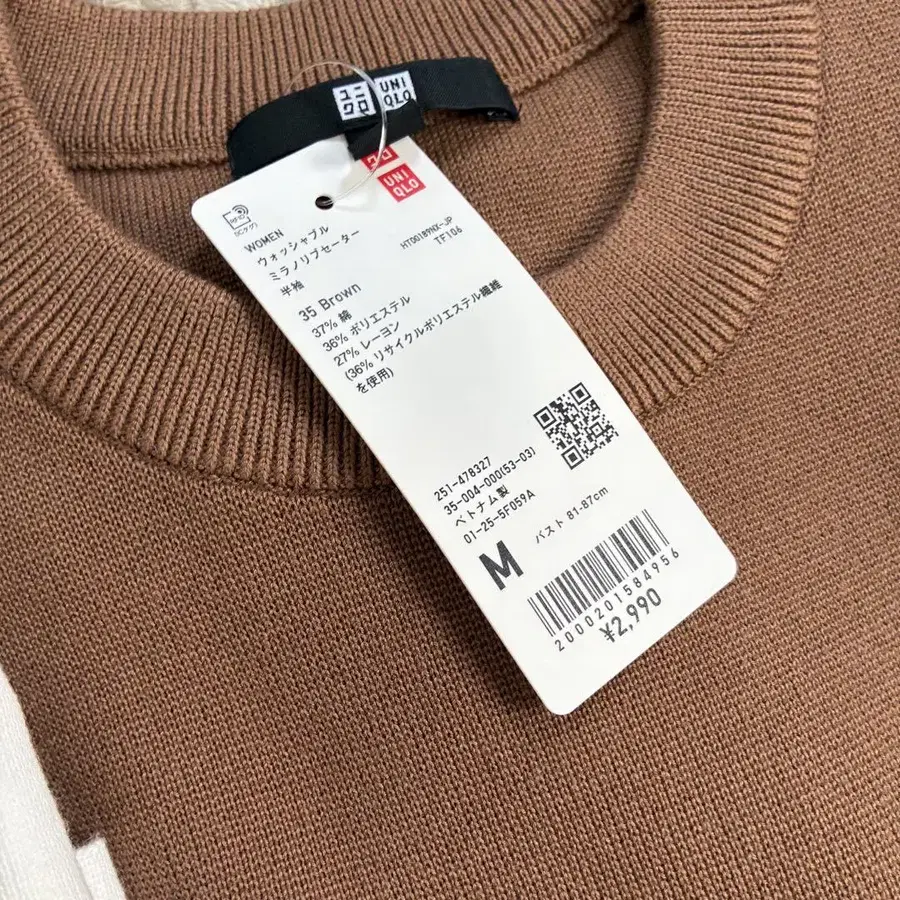 ユニ
クロ
UNI
QLO
クロ
UNI
QLO
RFID
(ICタグ)
WOMEN
ウォッシャブル
ミラノリブセーター
半袖
HT00189NX-JP
TF106
35 Brown
37% 綿
36% ポリエステル
27% レーヨン
(36% リサイクルポリエステル繊維
を使用)
251-478327
35-004-000(53-03)
ベトナム製
01-25-5F059A
M
バスト 81-87cm
2000201584956
¥2,990